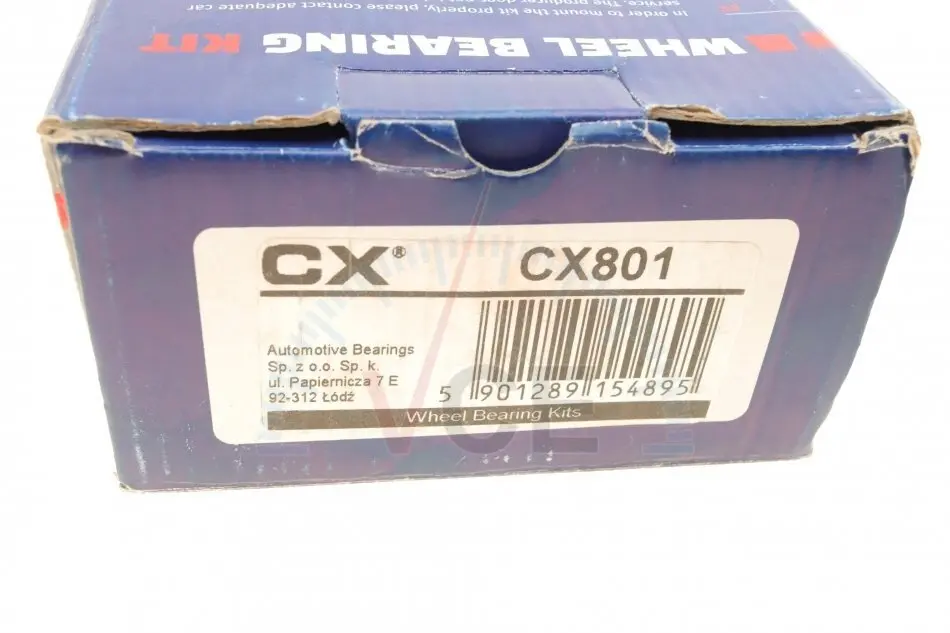 In order to mount the kit properly, please contact adequate car
service. The producer does not
WHEEL BEARING KIT
CX® CX801
Automotive Bearings
Sp. z o.o. Sp. k.
ul. Papiernicza 7 E
92-312 Łódź
5 901289 154895
Wheel Bearing Kits
VCE